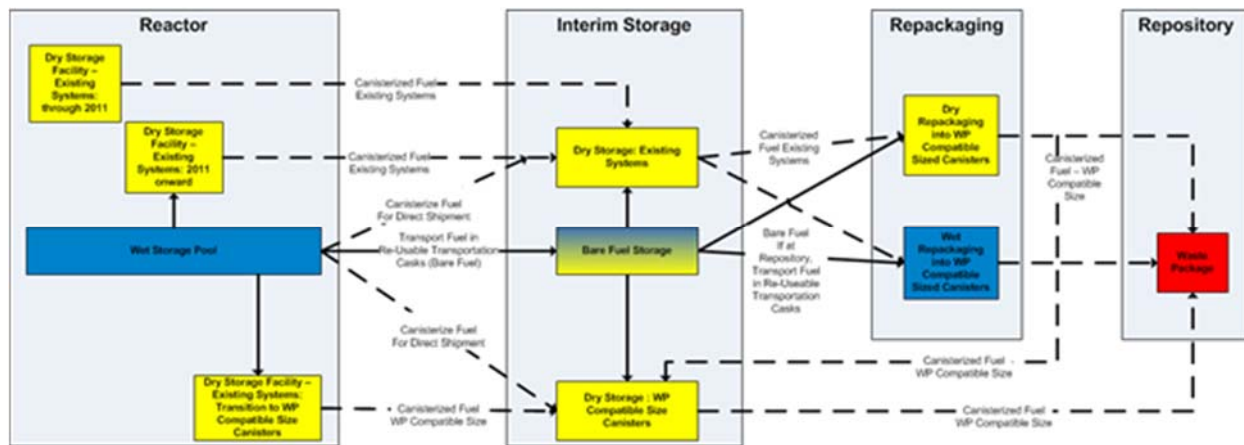 Reactor
Dry Storage
Facility –
Existing
Systems:
through 2011
Dry Storage
Facility –
Existing
Systems: 2011
onward
Wet Storage Pool
Dry Storage Facility –
Existing Systems:
Transition to WP
Compatible Size
Canisters
Canisterized Fuel
Existing Systems
Canisterized Fuel
Existing Systems
Canisterize Fuel
For Direct Shipment
Transport Fuel in
Re-Usable Transportation
Casks (Bare Fuel)
Canisterize Fuel
For Direct Shipment
Canisterized Fuel
WP Compatible Size
Interim Storage
Dry Storage: Existing
Systems
Bare Fuel Storage
Dry Storage : WP
Compatible Size
Canisters
Canisterized
Fuel Existing
Systems
Bare Fuel
If at
Repository,
Transport Fuel
in Re-Useable
Transportation
Casks
Repackaging
Dry
Repackaging
into WP
Compatible
Sized Canisters
Wet
Repackaging
into WP
Compatible
Sized Canisters
Canisterized
Fuel – WP
Compatible
Size
Canisterized Fuel -
WP Compatible Size
Canisterized Fuel
WP Compatible Size
Repository
Waste
Package